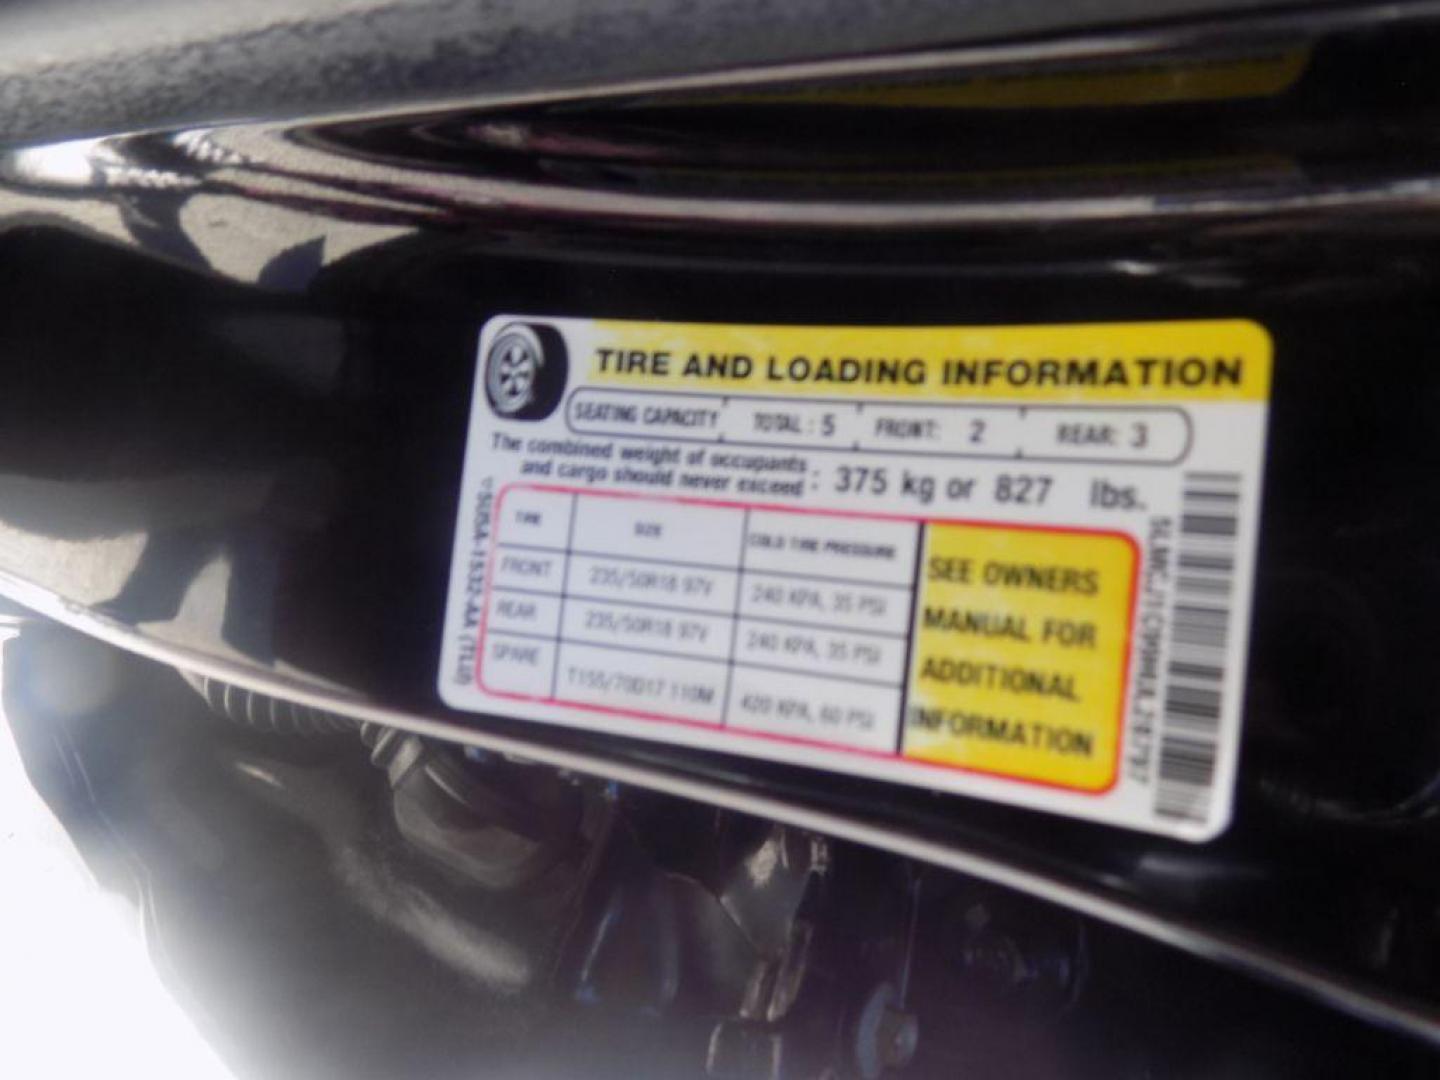 TIRE AND LOADING INFORMATION
SEATING CAPACITY TOTAL: 5 FRONT: 2 REAR: 3
The combined weight of occupants
and cargo should never exceed : 375 kg or 827 lbs.
TIRE SIZE COLD TIRE PRESSURE
FRONT 235/50R18 97V 240 KPA, 35 PSI
REAR 235/50R18 97V 240 KPA, 35 PSI
SPARE T155/70D17 110M 420 KPA, 60 PSI
SEE OWNERS
MANUAL FOR
ADDITIONAL
INFORMATION